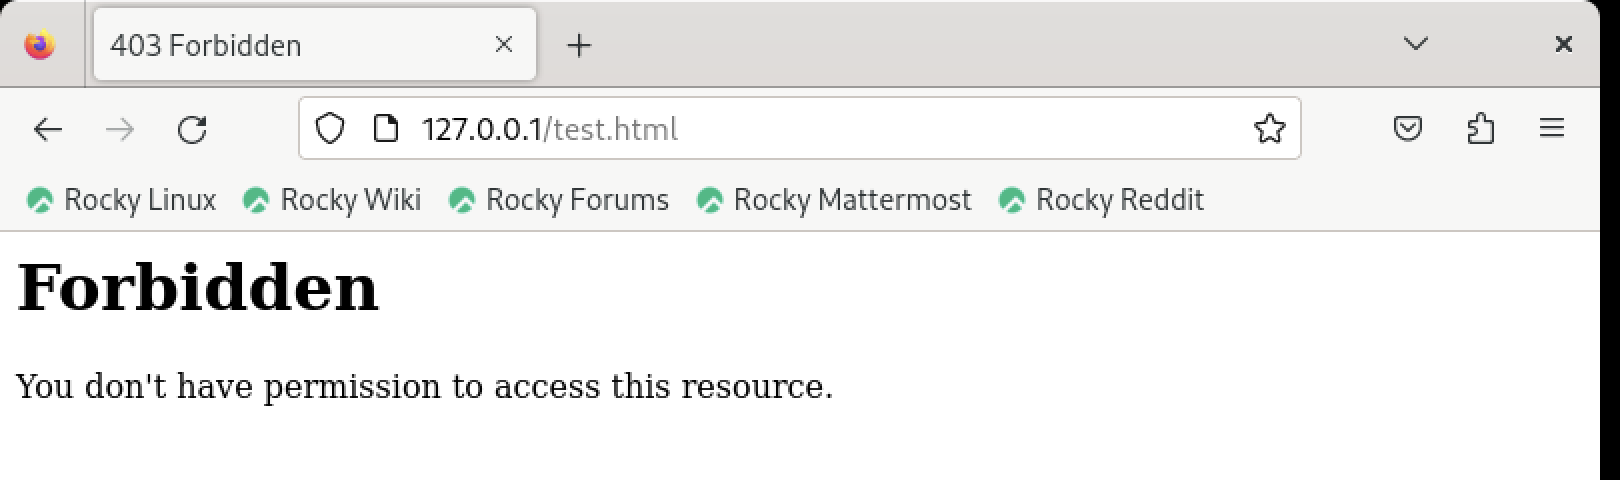 403 Forbidden
127.0.0.1/test.html
Rocky Linux Rocky Wiki Rocky Forums Rocky Mattermost Rocky Reddit
Forbidden
You don't have permission to access this resource.